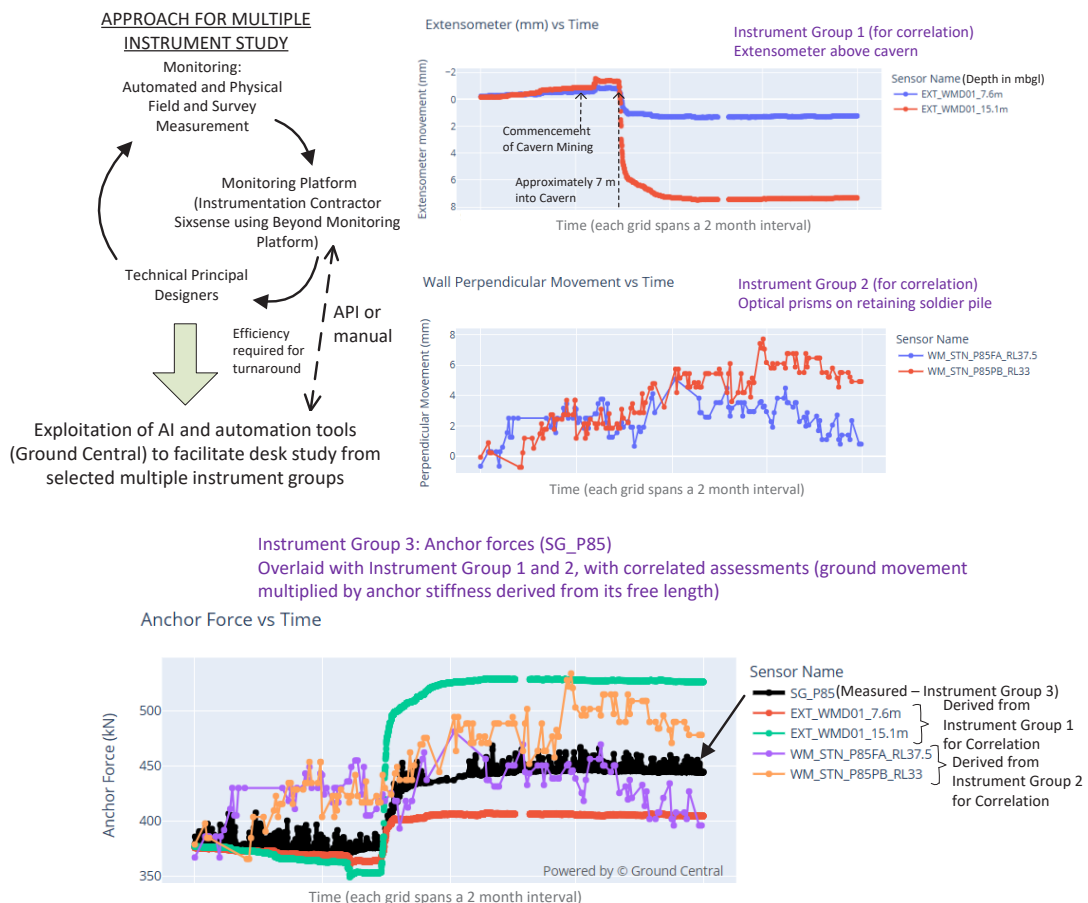 APPROACH FOR MULTIPLE
INSTRUMENT STUDY
Monitoring:
Automated and Physical
Field and Survey
Measurement
Monitoring Platform
(Instrumentation Contractor
Sixsense using Beyond Monitoring
Platform)
Technical Principal
Designers
Efficiency
required for
turnaround
API or
manual
Exploitation of AI and automation tools
(Ground Central) to facilitate desk study from
selected multiple instrument groups
Extensometer (mm) vs Time
Instrument Group 1 (for correlation)
Extensometer above cavern
Extensometer movement (mm)
−2
0
2
4
6
8
Commencement
of Cavern Mining
Approximately 7 m
into Cavern
Sensor Name (Depth in mbgl)
EXT_WMD01_7.6m
EXT_WMD01_15.1m
Time (each grid spans a 2 month interval)
Wall Perpendicular Movement vs Time
Instrument Group 2 (for correlation)
Optical prisms on retaining soldier pile
Perpendicular Movement (mm)
8
6
4
2
0
Sensor Name
WM_STN_P85FA_RL37.5
WM_STN_P85PB_RL33
Time (each grid spans a 2 month interval)
Instrument Group 3: Anchor forces (SG_P85)
Overlaid with Instrument Group 1 and 2, with correlated assessments (ground movement
multiplied by anchor stiffness derived from its free length)
Anchor Force vs Time
Anchor Force (kN)
500
450
400
350
Powered by © Ground Central
Time (each grid spans a 2 month interval)
Sensor Name
SG_P85 (Measured – Instrument Group 3)
EXT_WMD01_7.6m
EXT_WMD01_15.1m
Derived from
Instrument Group 1
for Correlation
WM_STN_P85FA_RL37.5
WM_STN_P85PB_RL33
Derived from
Instrument Group 2
for Correlation